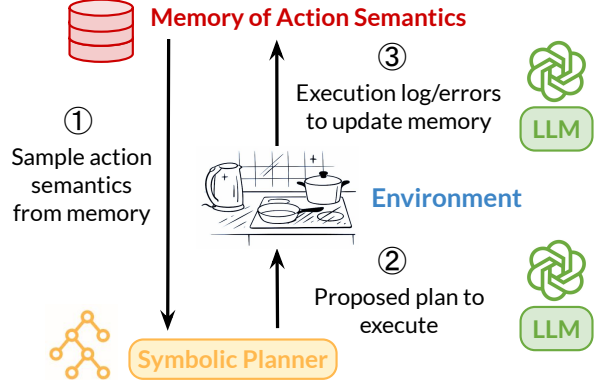 Memory of Action Semantics
①
Sample action
semantics
from memory
③
Execution log/errors
to update memory
LLM
Environment
②
Proposed plan to
execute
LLM
Symbolic Planner